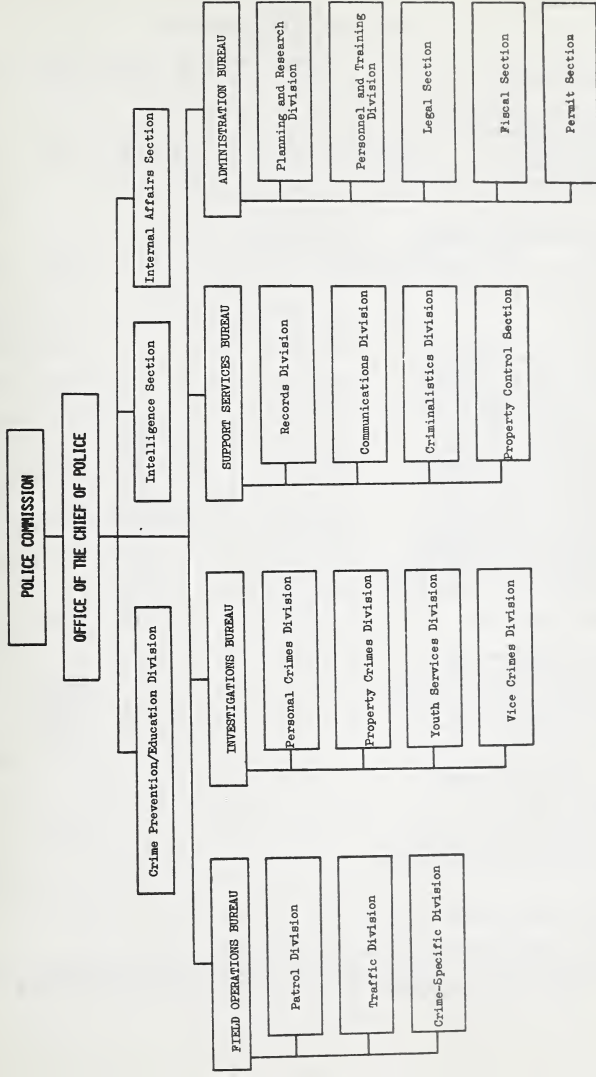 POLICE COMMISSION
OFFICE OF THE CHIEF OF POLICE
Crime Prevention/Education Division
Intelligence Section
Internal Affairs Section
FIELD OPERATIONS BUREAU
Patrol Division
Traffic Division
Crime-Specific Division
INVESTIGATIONS BUREAU
Personal Crimes Division
Property Crimes Division
Youth Services Division
Vice Crimes Division
SUPPORT SERVICES BUREAU
Records Division
Communications Division
Criminalistics Division
Property Control Section
ADMINISTRATION BUREAU
Planning and Research
Division
Personnel and Training
Division
Legal Section
Fiscal Section
Permit Section